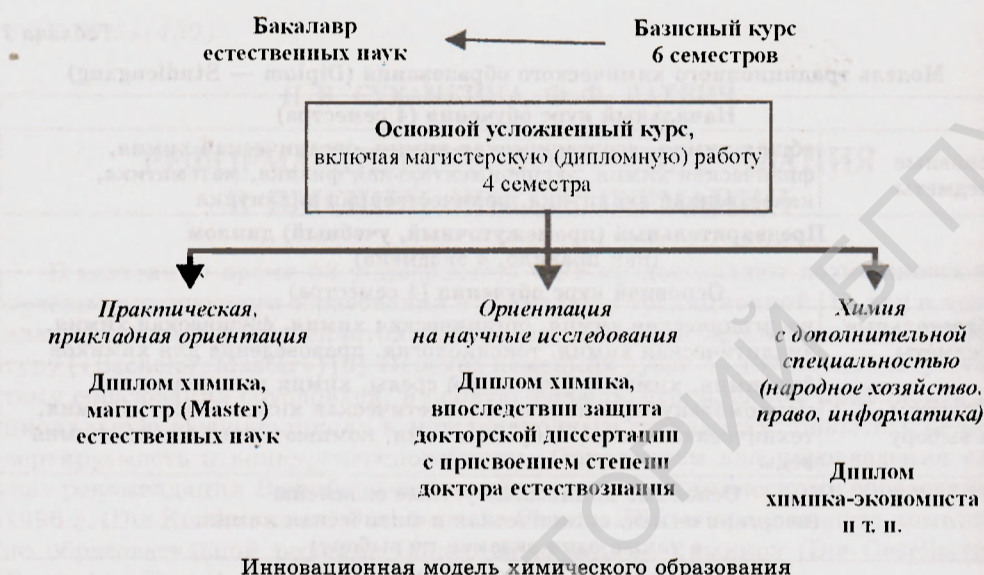 Бакалавр
естественных наук
Базисный курс
6 семестров
Основной усложненный курс,
включая магистерскую (дипломную) работу
4 семестра
Практическая,
прикладная ориентация
Диплом химика,
магистр (Master)
естественных наук
Ориентация
на научные исследования
Диплом химика,
впоследствии защита
докторской диссертации
с присвоением степени
доктора естествознания
Химия
с дополнительной
специальностью
(народное хозяйство.
право, информатика)
Диплом
химика-экономиста
и т. п.
Инновационная модель химического образования
ТОРИЙ БГПУ